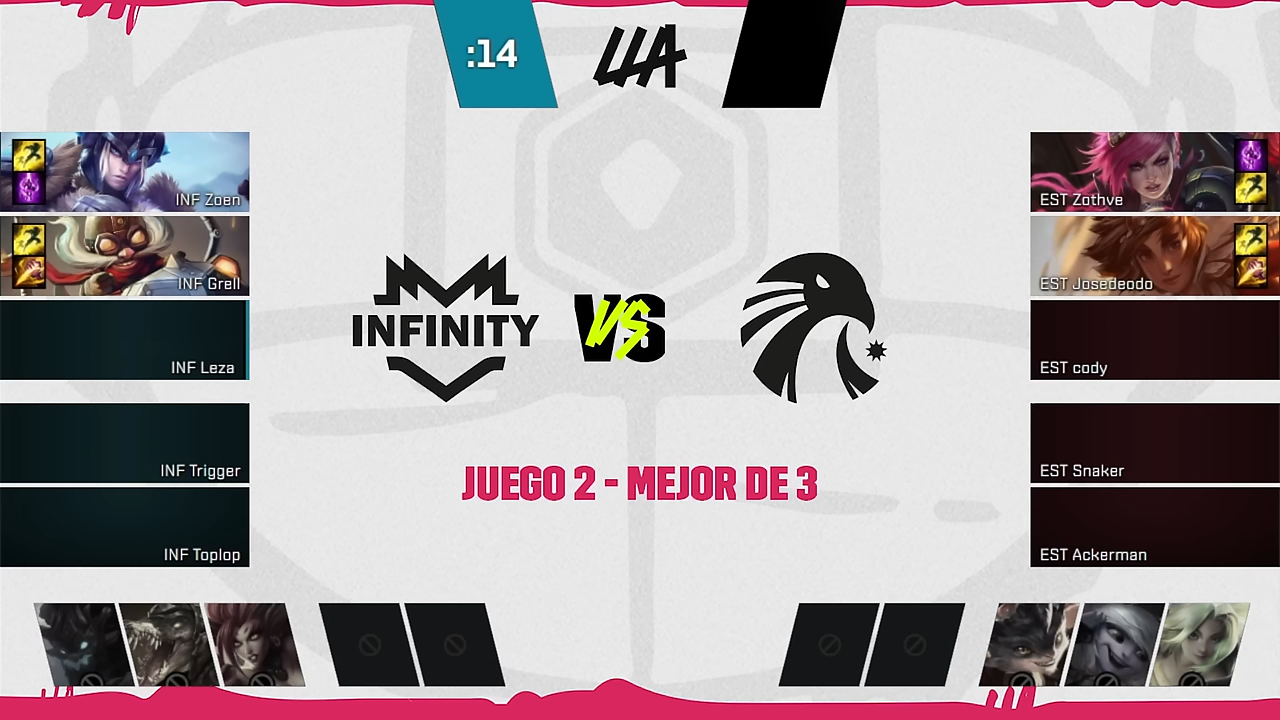 :14
LLA
INF Zoen
INF Grell
INF Leza
INF Trigger
INF Toplop
INFINITY
VS
EST Zothve
EST Josedeodo
EST cody
EST Snaker
EST Ackerman
JUEGO 2 - MEJOR DE 3